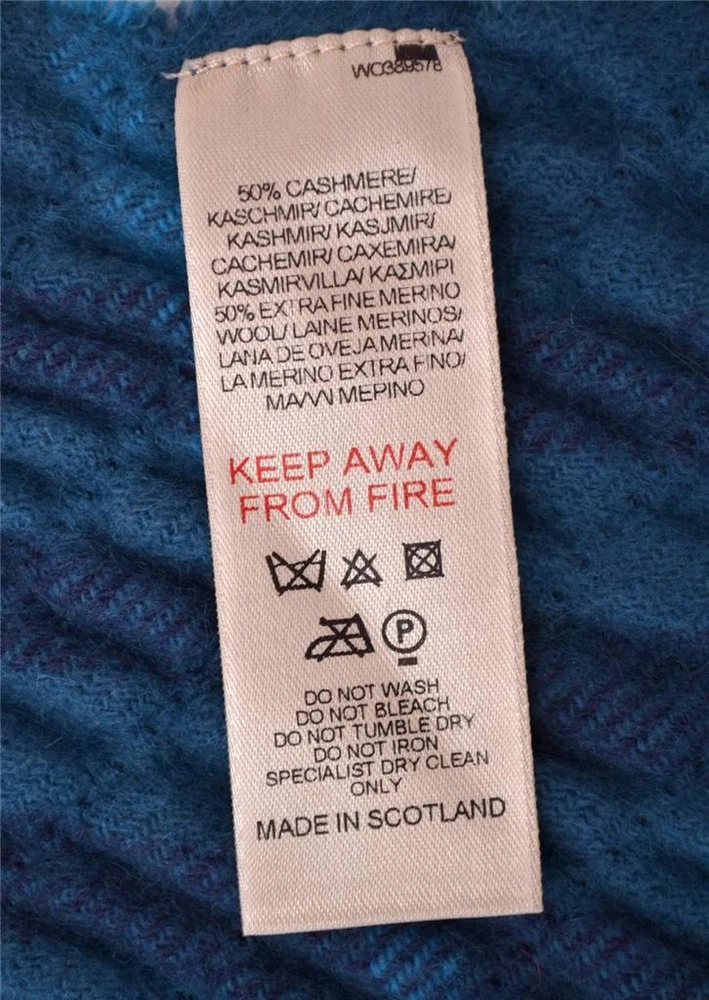 WO389578
50% CASHMERE/
KASCHMIR/ CACHEMIRE/
KASHMIR/ KASJMIR/
CACHEMIR/ CAXEMIRA/
KASMIRVILLA/ ΚΑΣΜΙΡΙ
50% EXTRA FINE MERINO
WOOL/ LAINE MERINOS/
LANA DE OVEJA MERINA/
LA MERINO EXTRA FINO/
ΜΑΛΛΙ ΜΕΡΙΝΟ
KEEP AWAY
FROM FIRE
P
DO NOT WASH
DO NOT BLEACH
DO NOT TUMBLE DRY
DO NOT IRON
SPECIALIST DRY CLEAN
ONLY
MADE IN SCOTLAND